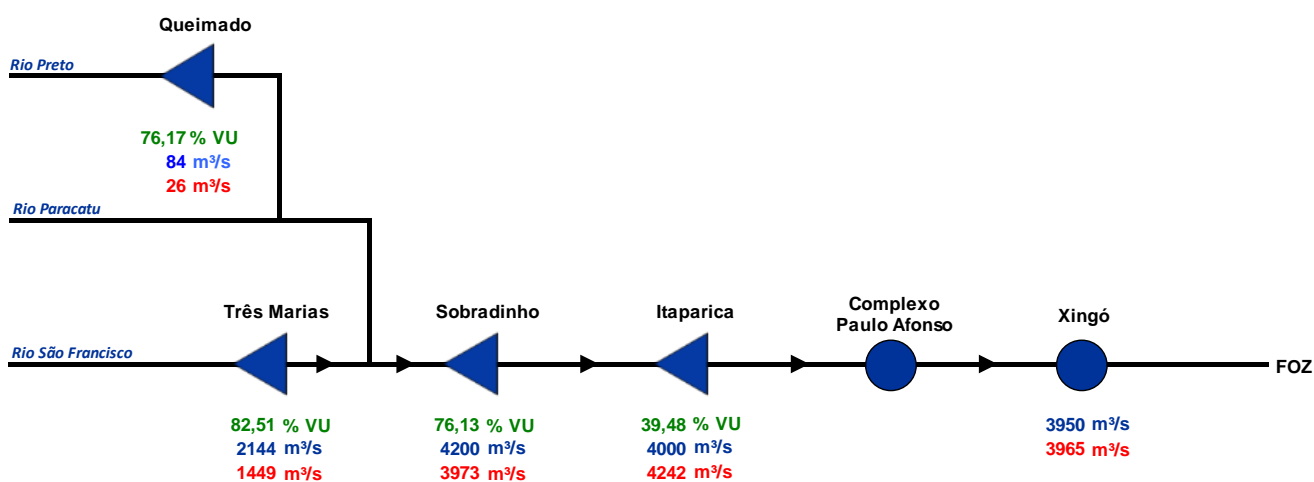 Queimado
Rio Preto
76,17 % VU
84 m³/s
26 m³/s
Rio Paracatu
Três Marias
Sobradinho
Itaparica
Complexo
Paulo Afonso
Xingó
Rio São Francisco
FOZ
82,51 % VU
2144 m³/s
1449 m³/s
76,13 % VU
4200 m³/s
3973 m³/s
39,48 % VU
4000 m³/s
4242 m³/s
3950 m³/s
3965 m³/s